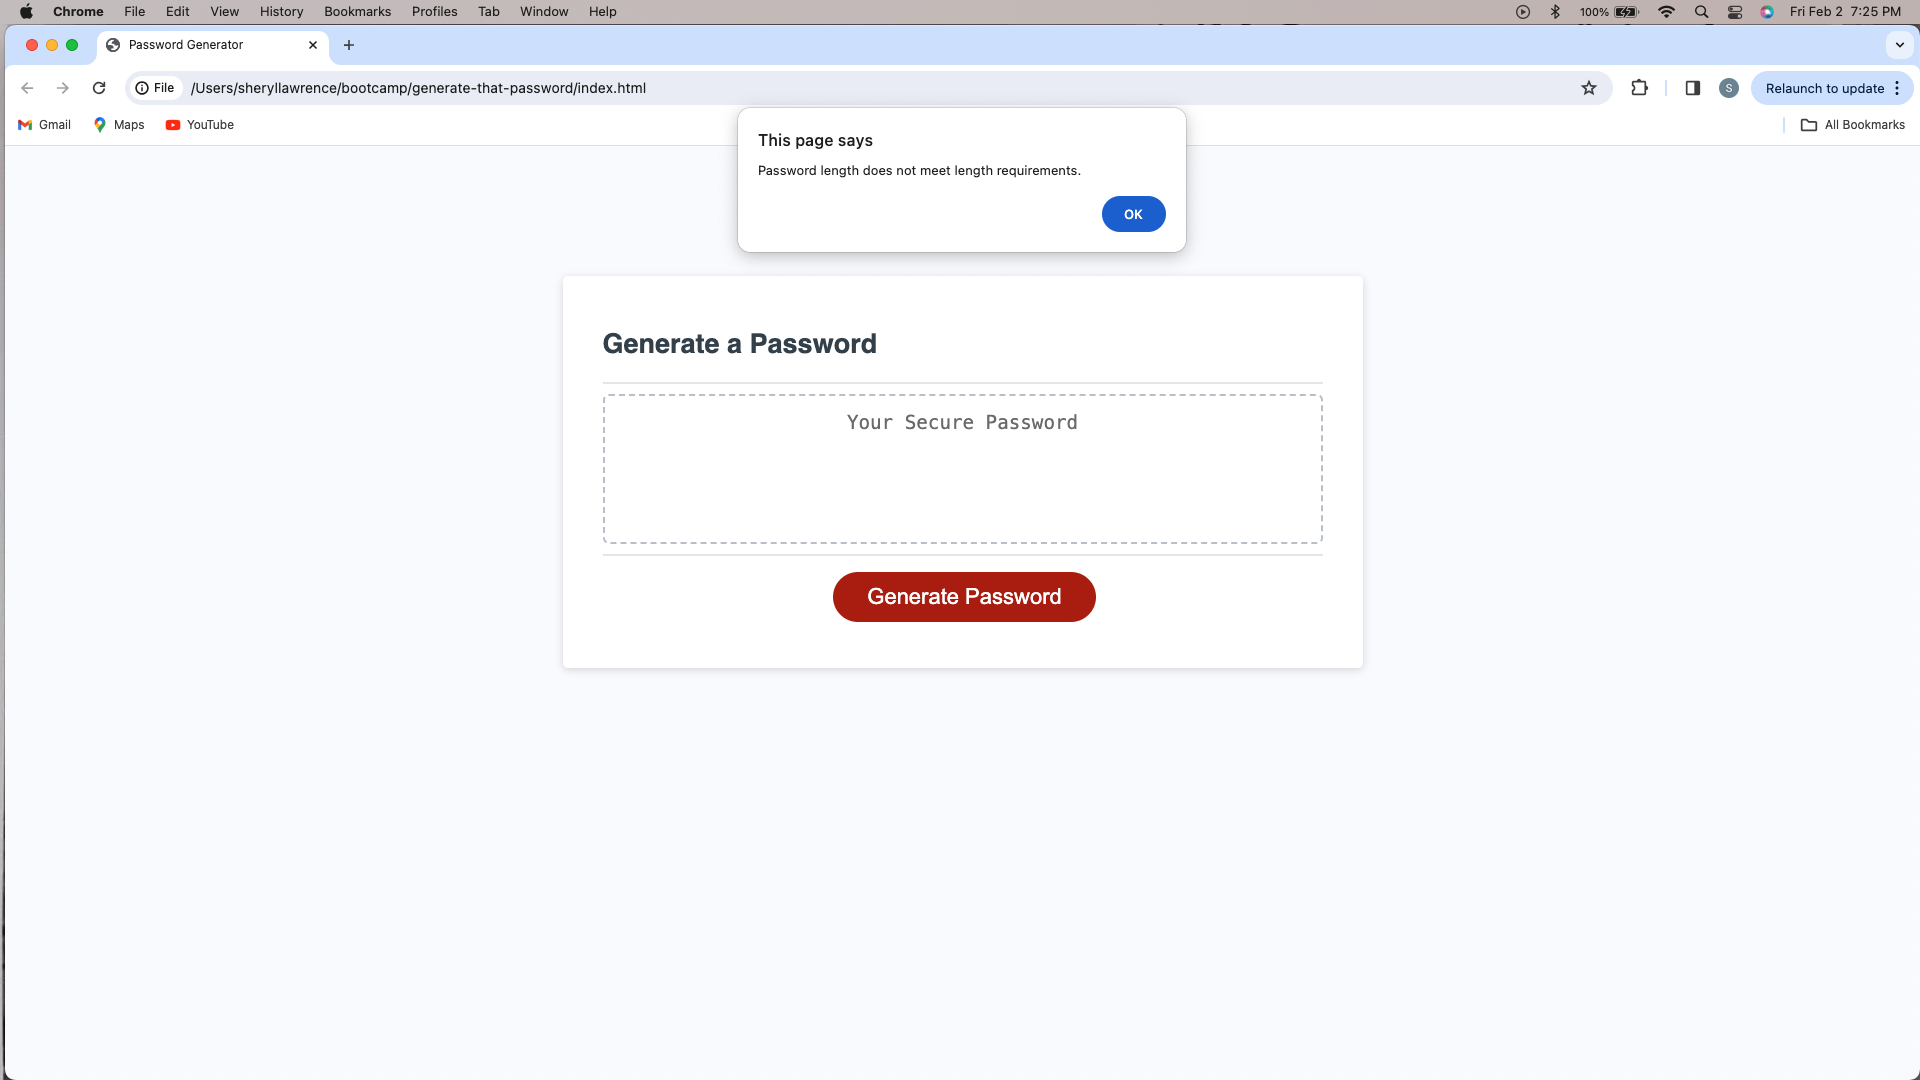 Chrome File Edit View History Bookmarks Profiles Tab Window Help 100% Fri Feb 2 7:25 PM
Password Generator
File /Users/sheryllawrence/bootcamp/generate-that-password/index.html S Relaunch to update
Gmail Maps YouTube All Bookmarks
This page says
Password length does not meet length requirements.
OK
Generate a Password
Your Secure Password
Generate Password